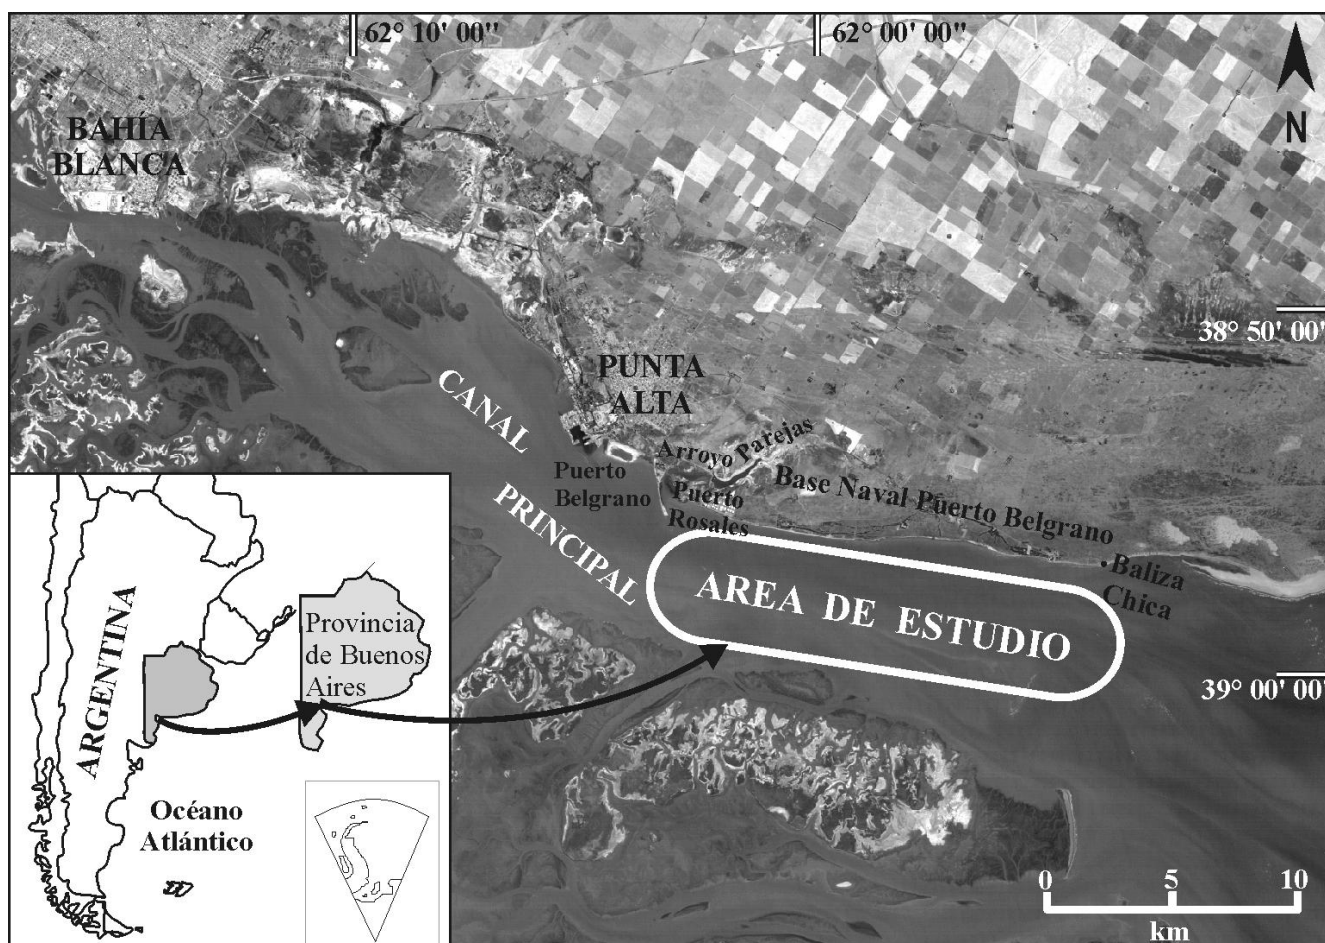 62° 10' 00"
62° 00' 00"
N
BAHÍA
BLANCA
38° 50' 00"
PUNTA
ALTA
CANAL
PRINCIPAL
Arroyo Parejas
Puerto
Belgrano
Puerto
Rosales
Base Naval Puerto Belgrano
Baliza
Chica
AREA DE ESTUDIO
39° 00' 00"
ARGENTINA
Provincia
de Buenos
Aires
Océano
Atlántico
0 5 10
km